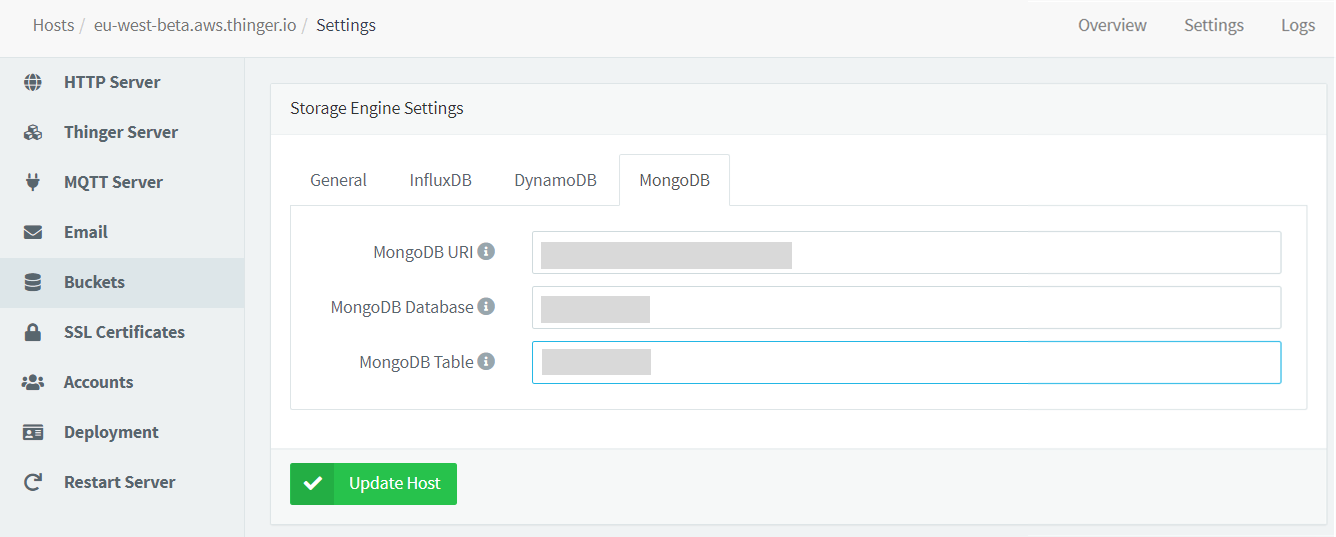 Hosts / eu-west-beta.aws.thinger.io / Settings
Overview Settings Logs
HTTP Server
Thinger Server
MQTT Server
Email
Buckets
SSL Certificates
Accounts
Deployment
Restart Server
Storage Engine Settings
General InfluxDB DynamoDB MongoDB
MongoDB URI
MongoDB Database
MongoDB Table
Update Host